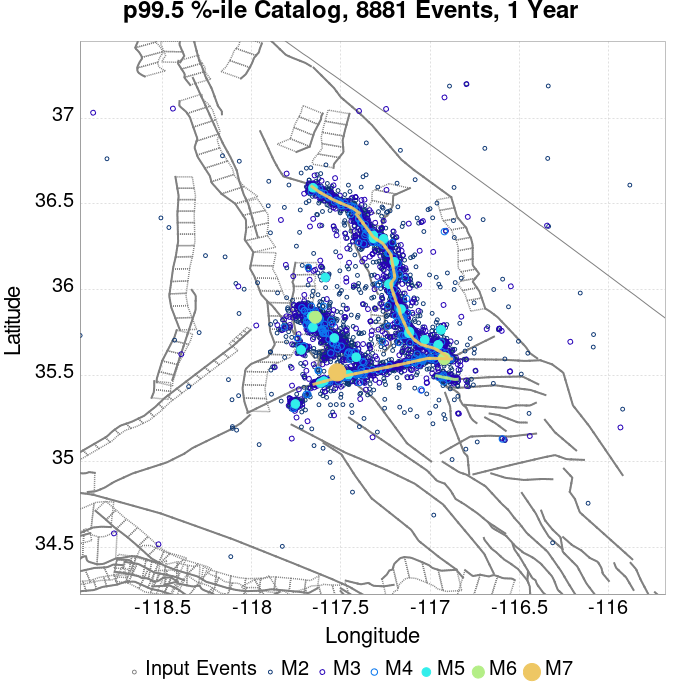 p99.5 %-ile Catalog, 8881 Events, 1 Year
37
36.5
36
35.5
35
34.5
Latitude
-118.5 -118 -117.5 -117 -116.5 -116
Longitude
Input Events M2 M3 M4 M5 M6 M7